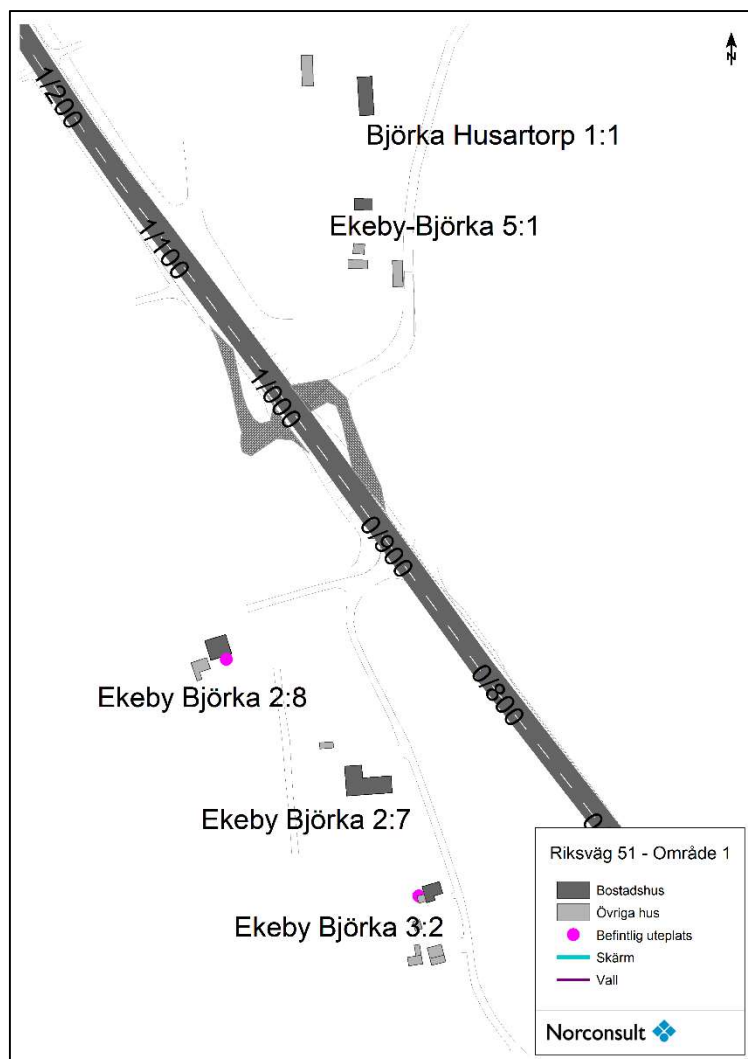 N
1/200
Björka Husartorp 1:1
Ekeby-Björka 5:1
1/100
1/000
0/900
Ekeby Björka 2:8
0/800
Ekeby Björka 2:7
0
Ekeby Björka 3:2
Riksväg 51 - Område 1
Bostadshus
Övriga hus
Befintlig uteplats
Skärm
Vall
Norconsult